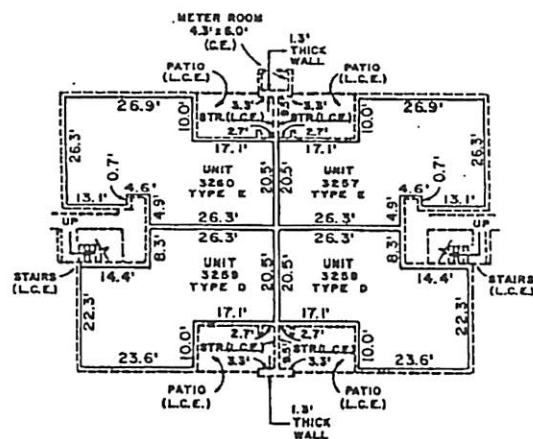 METER ROOM
4.3' x 6.0'
(C.E.)
1.3'
THICK
WALL
PATIO
(L.C.E.)
PATIO
(L.C.E.)
26.9'
10.0'
3.3'
3.3'
10.0'
26.9'
STR.(L.C.E.)
STR.(L.C.E.)
2.7'
2.7'
17.1'
17.1'
26.3'
0.7'
UNIT
3260
TYPE E
20.5'
20.5'
UNIT
3257
TYPE E
0.7'
26.3'
13.1'
4.6'
4.9'
4.6'
4.9'
13.1'
26.3'
26.3'
UP
UP
26.3'
26.3'
8.3'
8.3'
STAIRS
(L.C.E.)
14.4'
UNIT
3259
TYPE D
20.5'
20.5'
UNIT
3258
TYPE D
14.4'
STAIRS
(L.C.E.)
22.3'
22.3'
17.1'
17.1'
2.7'
2.7'
STR.(L.C.E.)
STR.(L.C.E.)
10.0'
3.3'
3.3'
10.0'
23.6'
23.6'
PATIO
(L.C.E.)
PATIO
(L.C.E.)
1.3'
THICK
WALL